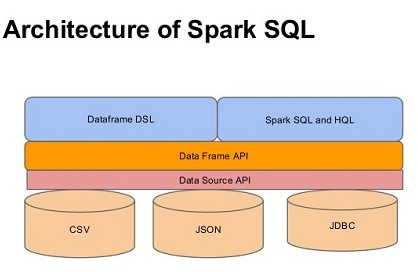 Architecture of Spark SQL
Dataframe DSL
Spark SQL and HQL
Data Frame API
Data Source API
CSV
JSON
JDBC